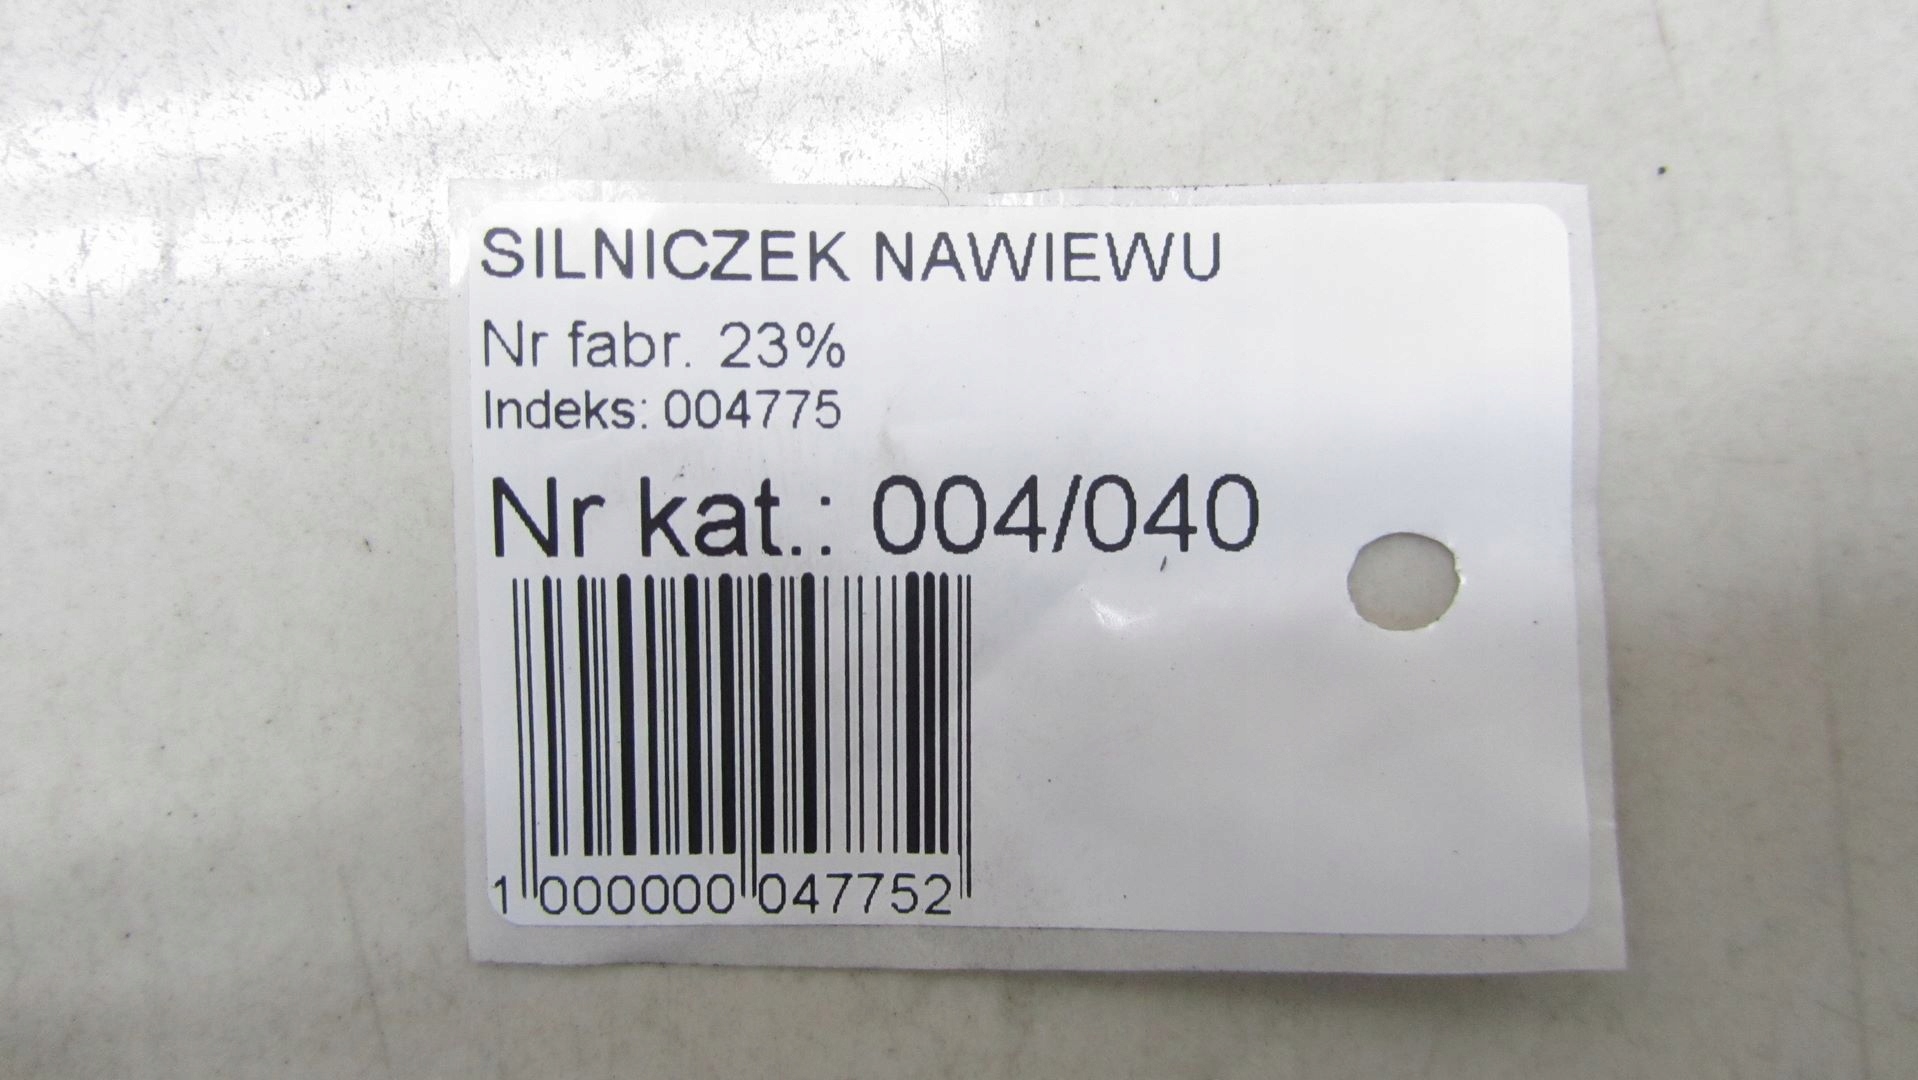 SILNICZEK NAWIEWU
Nr fabr. 23%
Indeks: 004775
Nr kat.: 004/040
1 000000 047752